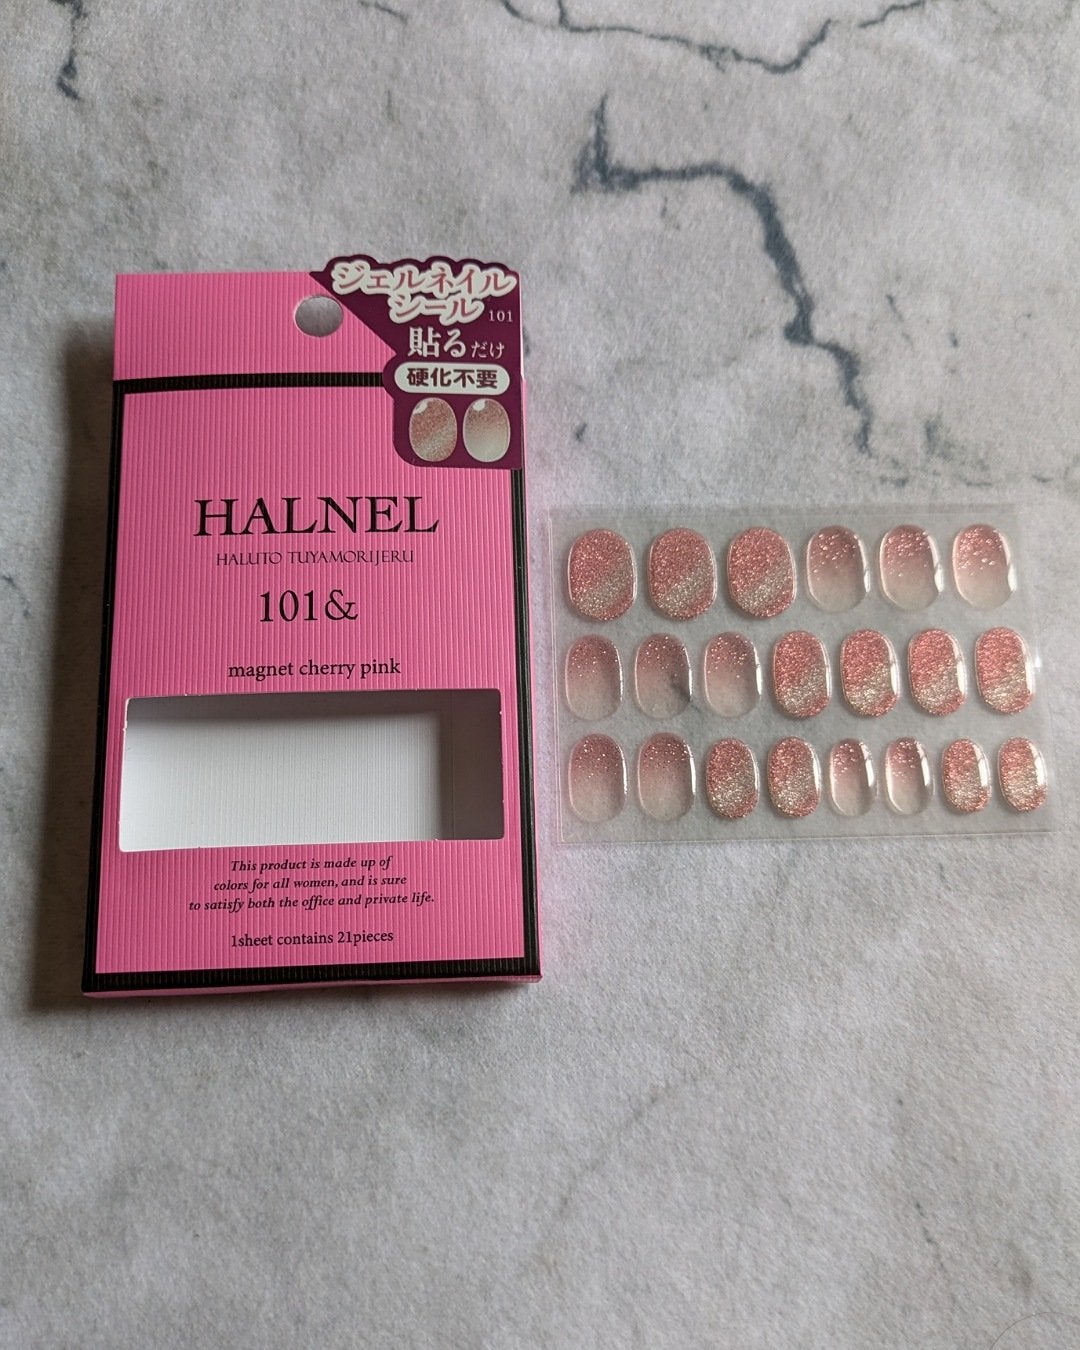 ジェルネイル
シール 101
貼るだけ
硬化不要
HALNEL
HALUTO TUYAMORIJERU
101&
magnet cherry pink
This product is made up of
colors for all women, and is sure
to satisfy both the office and private life.
1sheet contains 21pieces